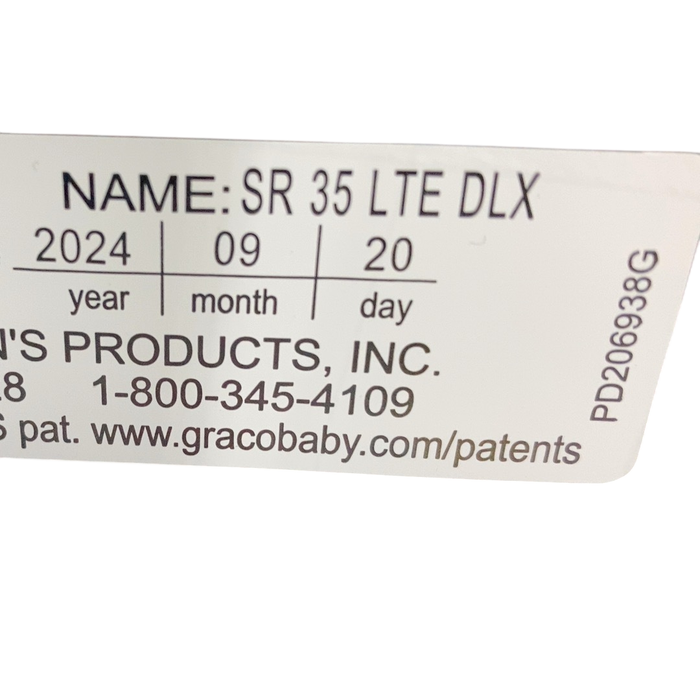 NAME: SR 35 LTE DLX
2024 09 20
year month day
'S PRODUCTS, INC.
8 1-800-345-4109
pat. www.gracobaby.com/patents
PD206938G